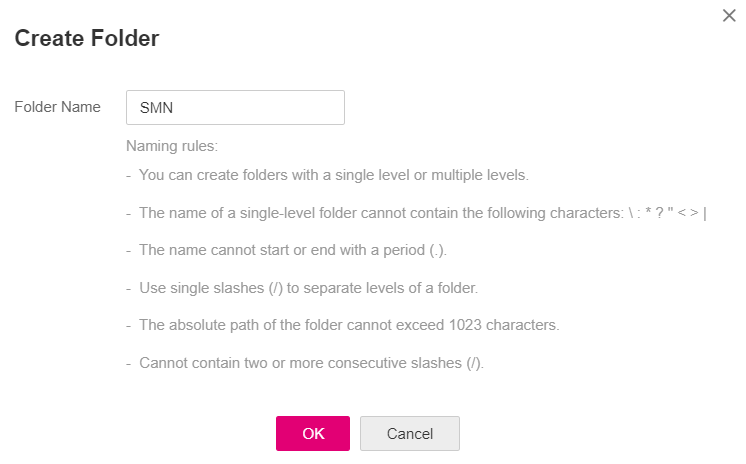 Create Folder
Folder Name SMN
Naming rules:
- You can create folders with a single level or multiple levels.
- The name of a single-level folder cannot contain the following characters: \ : * ? " < > |
- The name cannot start or end with a period (.).
- Use single slashes (/) to separate levels of a folder.
- The absolute path of the folder cannot exceed 1023 characters.
- Cannot contain two or more consecutive slashes (/).
OK Cancel